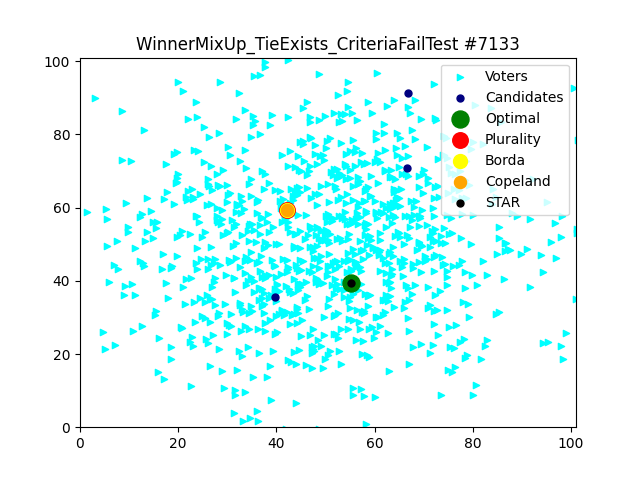 WinnerMixUp_TieExists_CriteriaFailTest #7133
100
80
60
40
20
0
0 20 40 60 80 100
Voters
Candidates
Optimal
Plurality
Borda
Copeland
STAR